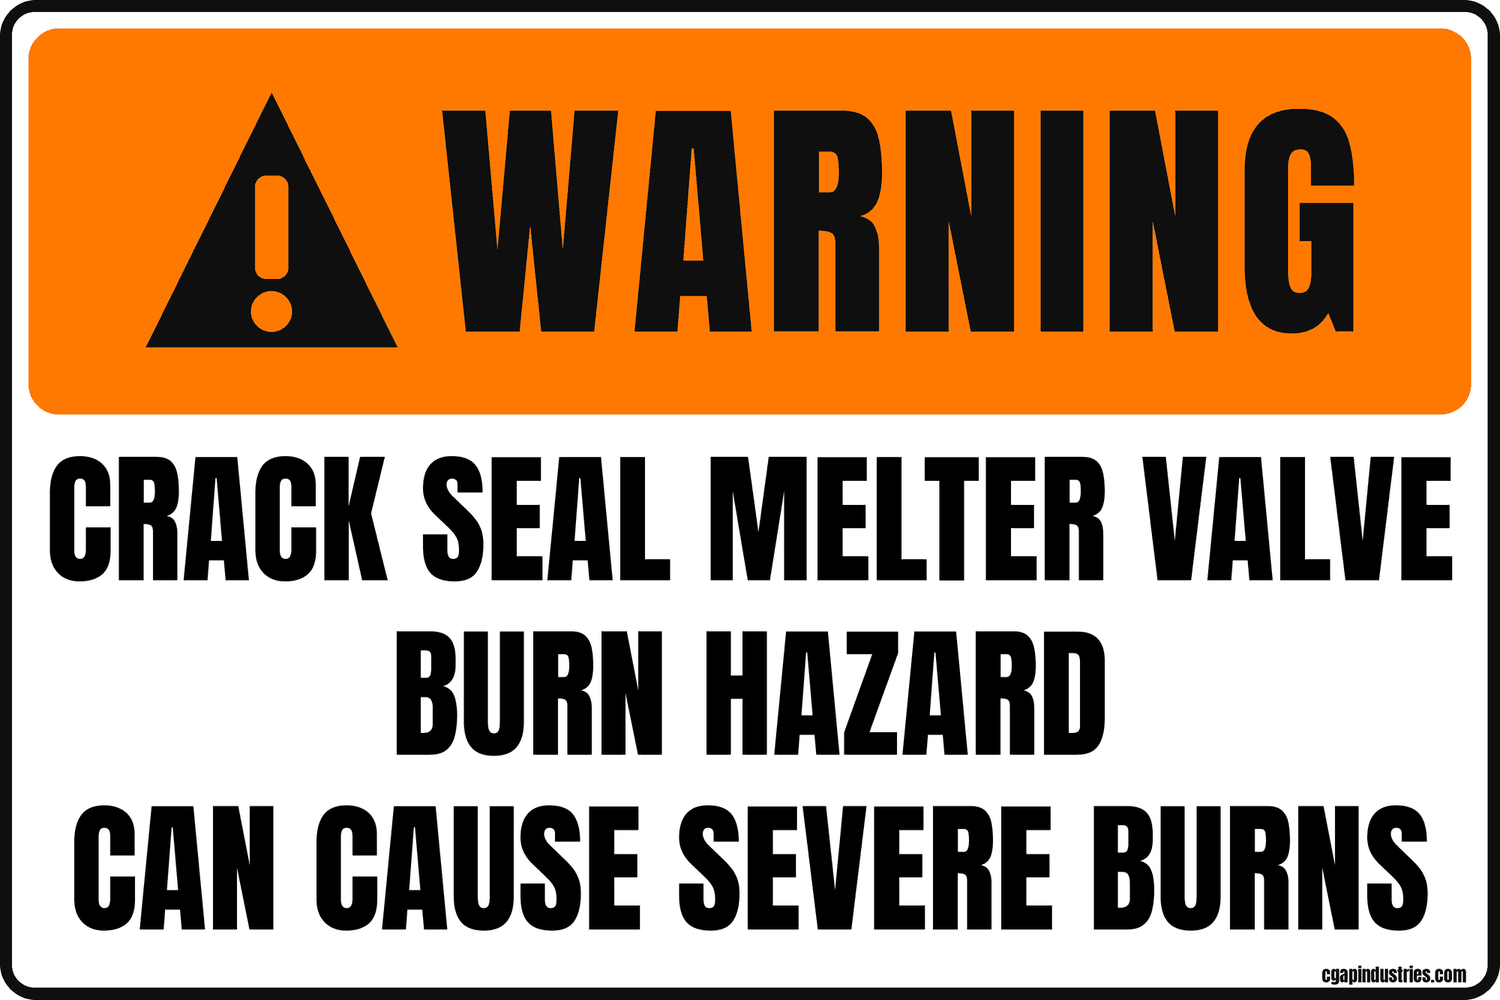 WARNING
CRACK SEAL MELTER VALVE
BURN HAZARD
CAN CAUSE SEVERE BURNS
cgapindustries.com